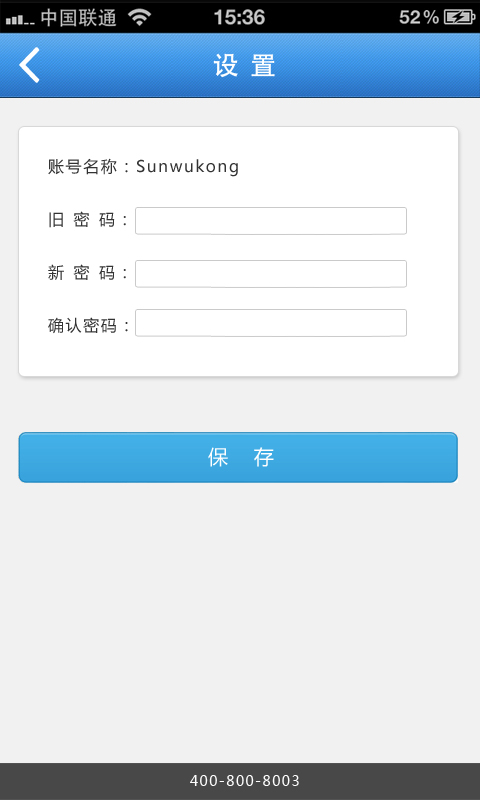 中国联通 15:36 52%
设 置
账号名称：Sunwukong
旧 密 码：
新 密 码：
确认密码：
保 存
400-800-8003